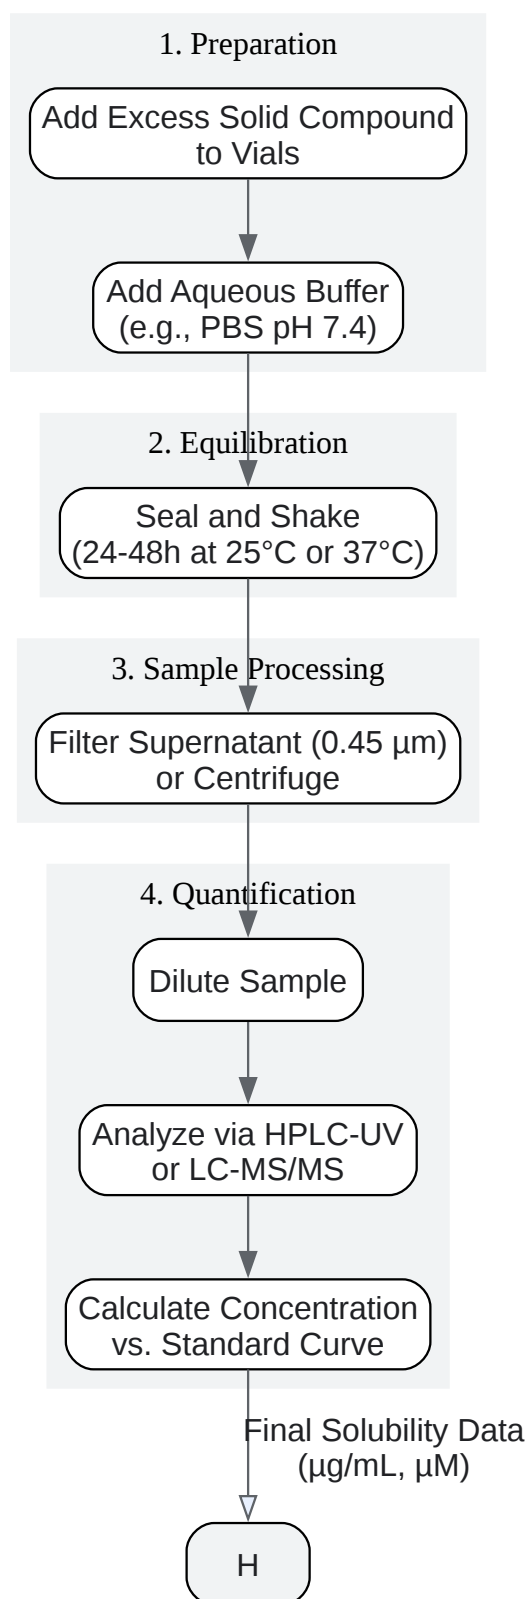 1. Preparation
Add Excess Solid Compound
to Vials
Add Aqueous Buffer
(e.g., PBS pH 7.4)
2. Equilibration
Seal and Shake
(24-48h at 25°C or 37°C)
3. Sample Processing
Filter Supernatant (0.45 µm)
or Centrifuge
4. Quantification
Dilute Sample
Analyze via HPLC-UV
or LC-MS/MS
Calculate Concentration
vs. Standard Curve
Final Solubility Data
(µg/mL, µM)
H